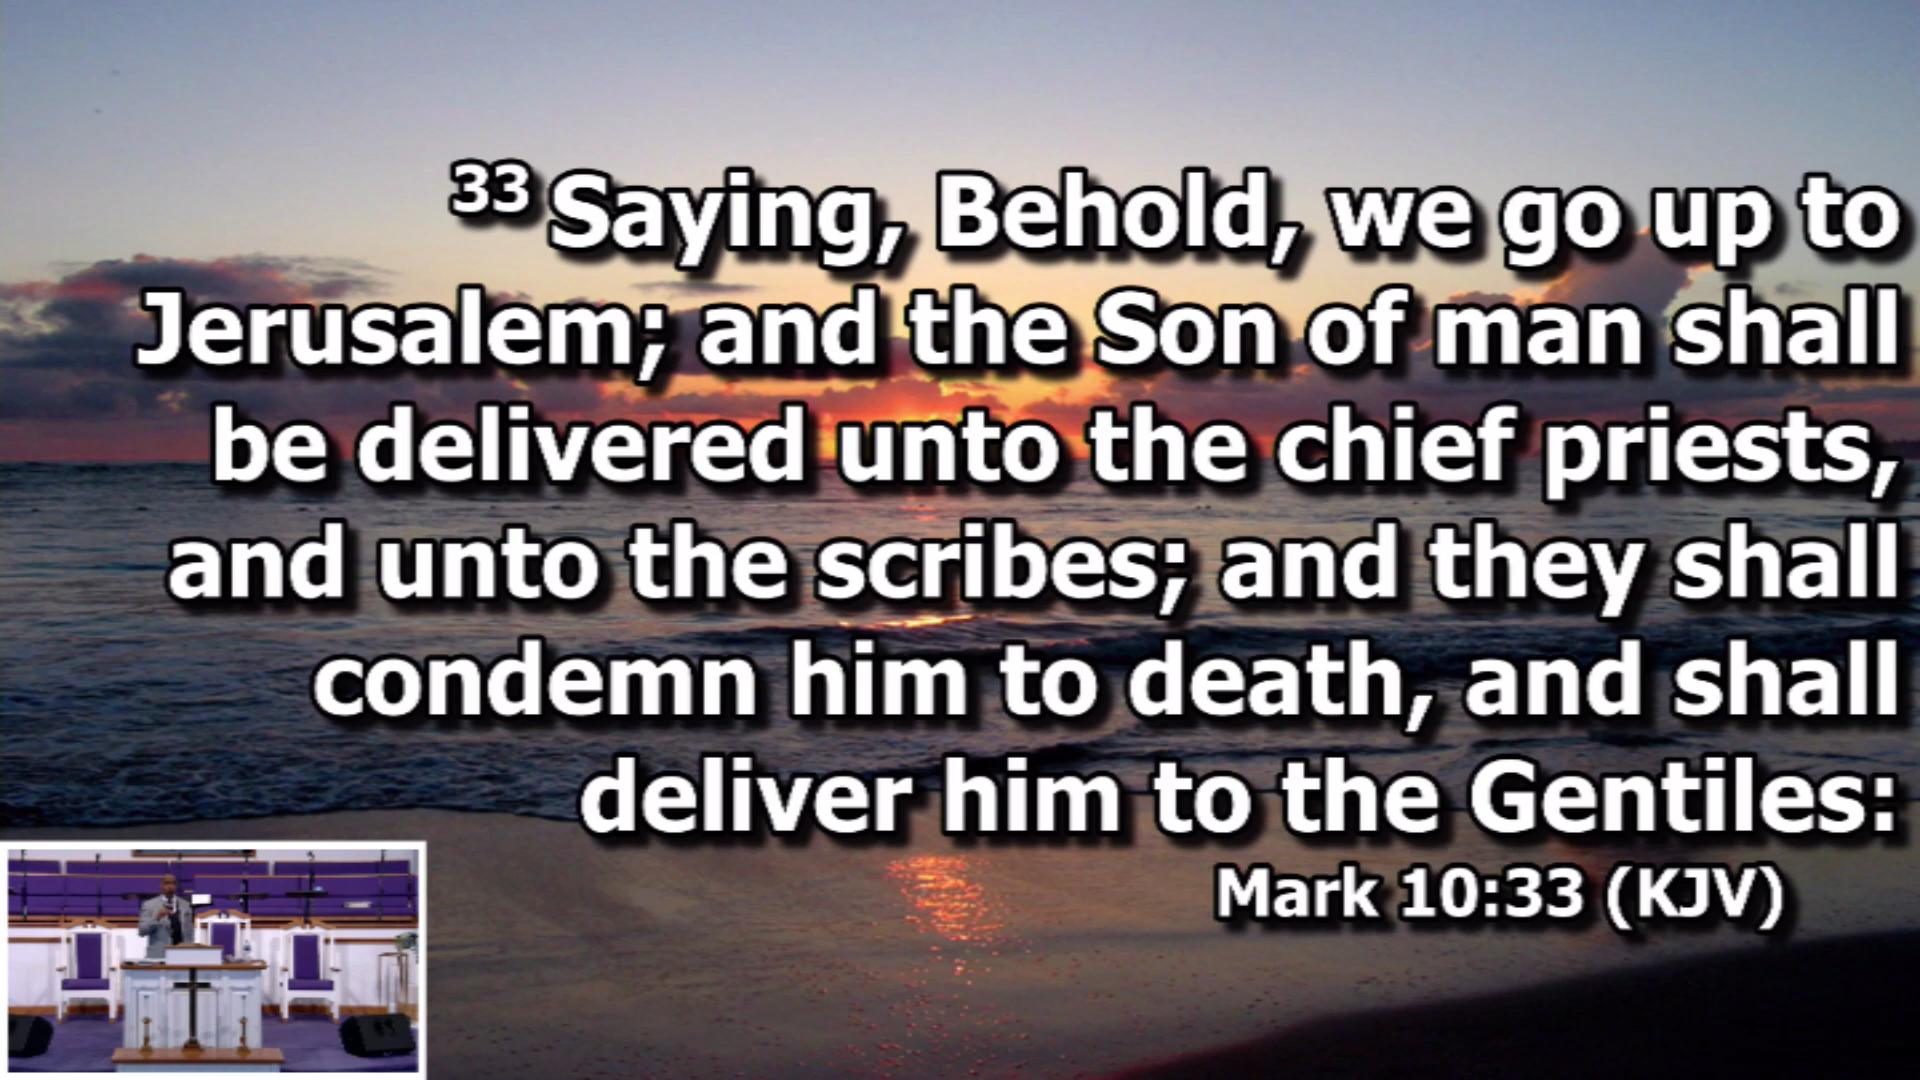 33 Saying, Behold, we go up to
Jerusalem; and the Son of man shall
be delivered unto the chief priests,
and unto the scribes; and they shall
condemn him to death, and shall
deliver him to the Gentiles:
Mark 10:33 (KJV)